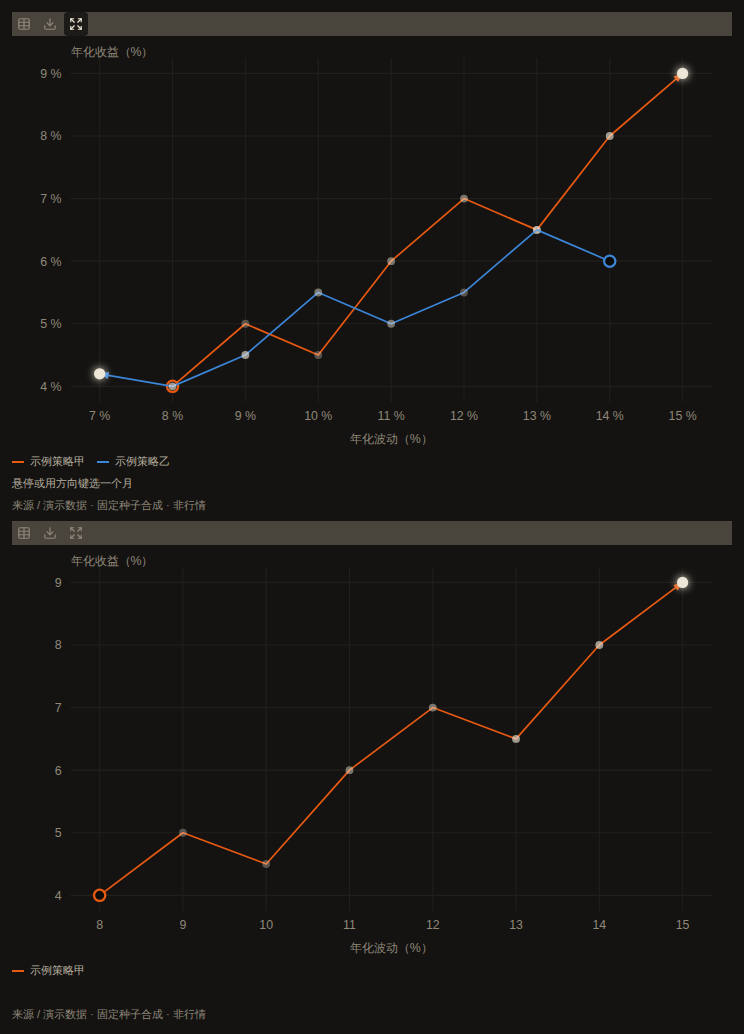 年化收益（%）
9 %
8 %
7 %
6 %
5 %
4 %
7 % 8 % 9 % 10 % 11 % 12 % 13 % 14 % 15 %
年化波动（%）
示例策略甲 示例策略乙
悬停或用方向键选一个月
来源 / 演示数据 · 固定种子合成 · 非行情
年化收益（%）
9
8
7
6
5
4
8 9 10 11 12 13 14 15
年化波动（%）
示例策略甲
来源 / 演示数据 · 固定种子合成 · 非行情